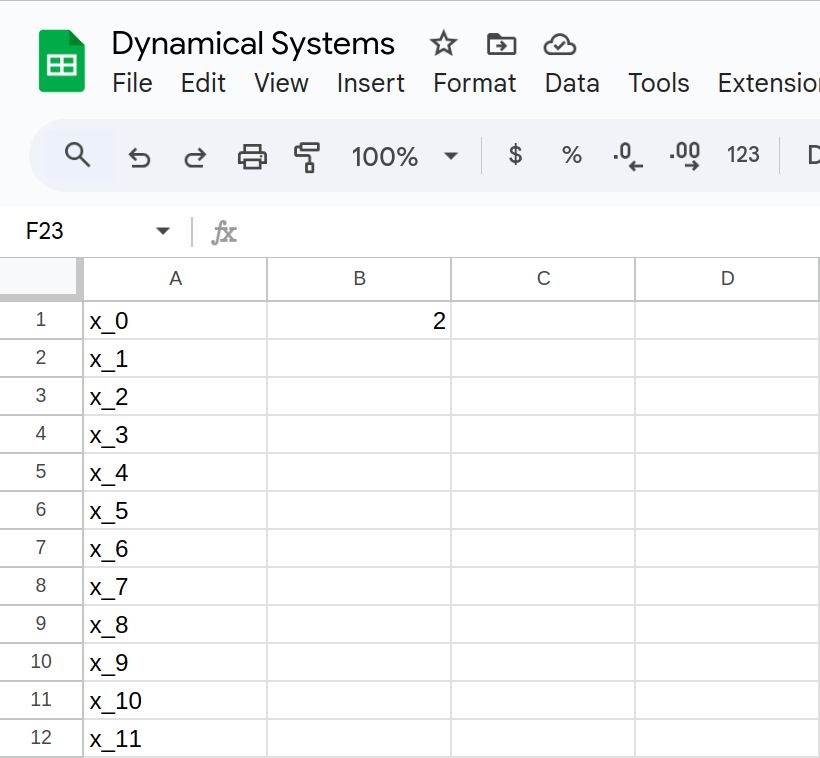 Dynamical Systems
File Edit View Insert Format Data Tools Extensio
100% $ % .0 .00 123
F23 fx
A B C D
1 x_0 2
2 x_1
3 x_2
4 x_3
5 x_4
6 x_5
7 x_6
8 x_7
9 x_8
10 x_9
11 x_10
12 x_11